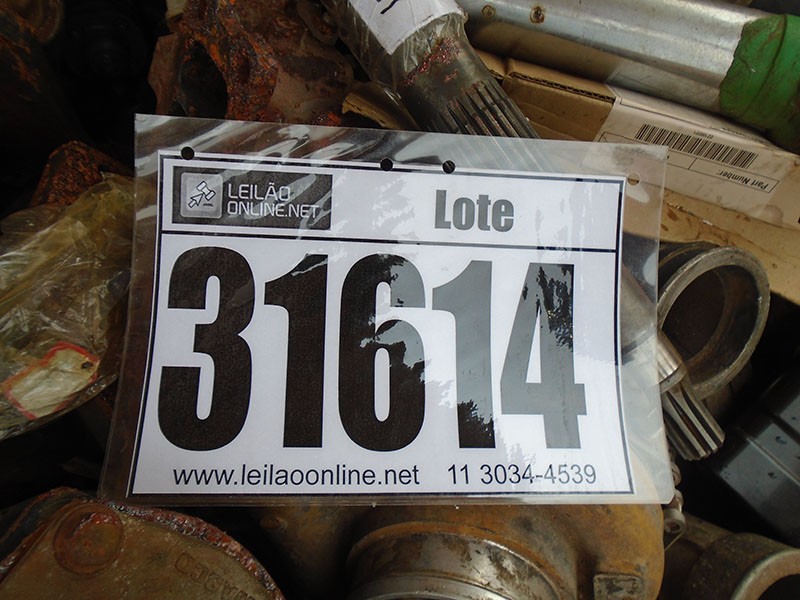 LEILÃO
ONLINE.NET
Lote
31614
www.leilaoonline.net 11 3034-4539
Part Number: